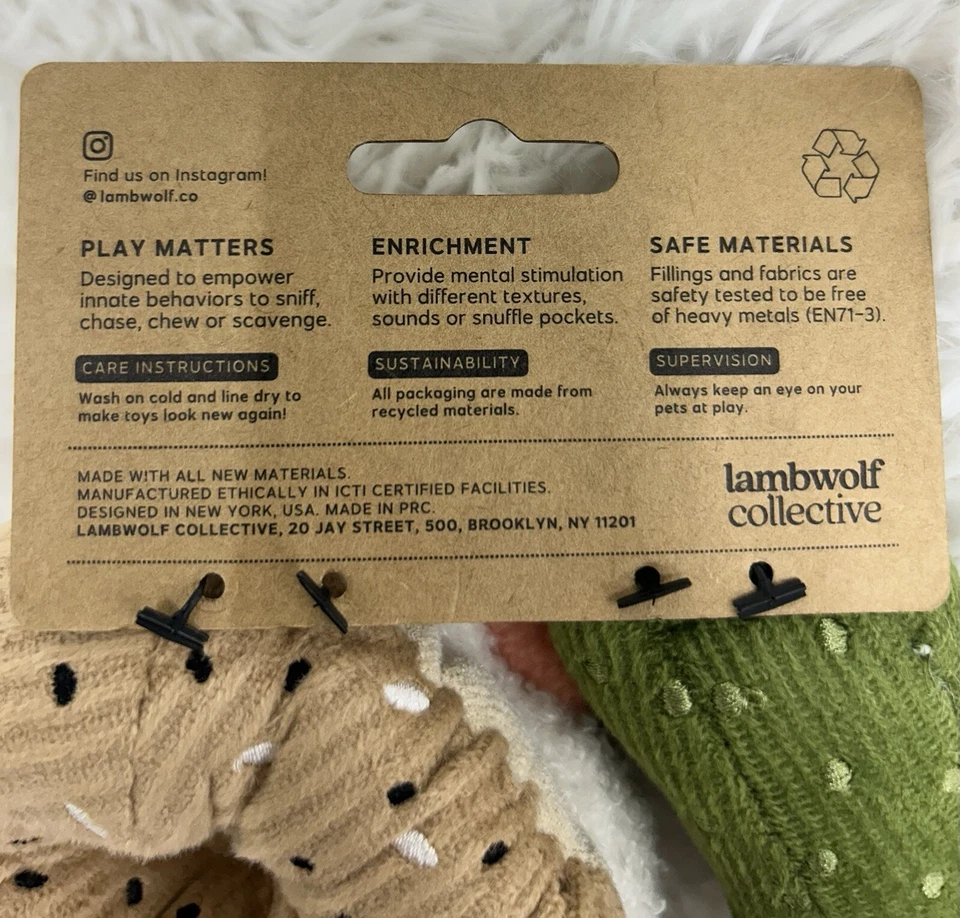 Find us on Instagram!
@lambwolf.co
PLAY MATTERS
Designed to empower
innate behaviors to sniff,
chase, chew or scavenge.
ENRICHMENT
Provide mental stimulation
with different textures,
sounds or snuffle pockets.
SAFE MATERIALS
Fillings and fabrics are
safety tested to be free
of heavy metals (EN71-3).
CARE INSTRUCTIONS
Wash on cold and line dry to
make toys look new again!
SUSTAINABILITY
All packaging are made from
recycled materials.
SUPERVISION
Always keep an eye on your
pets at play.
MADE WITH ALL NEW MATERIALS.
MANUFACTURED ETHICALLY IN ICTI CERTIFIED FACILITIES.
DESIGNED IN NEW YORK, USA. MADE IN PRC.
LAMBWOLF COLLECTIVE, 20 JAY STREET, 500, BROOKLYN, NY 11201
lambwolf
collective